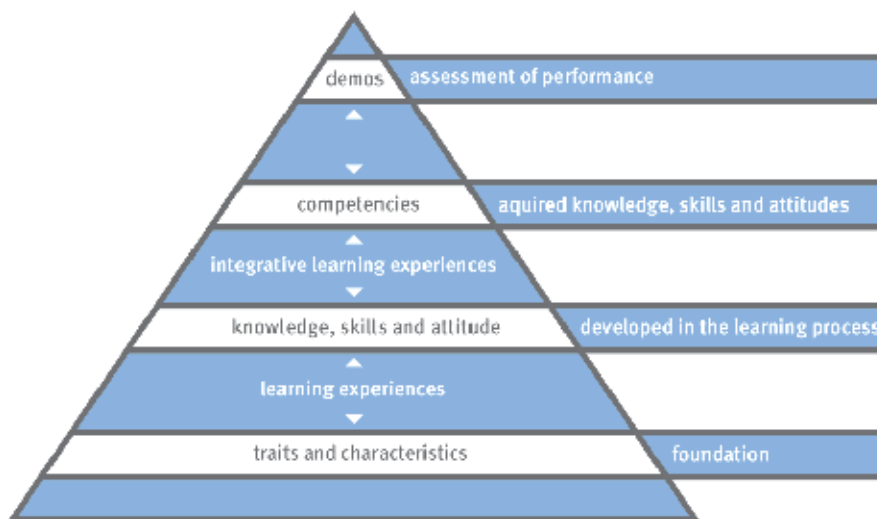 demos
assessment of performance
competencies
aquired knowledge, skills and attitudes
integrative learning experiences
knowledge, skills and attitude
developed in the learning process
learning experiences
traits and characteristics
foundation